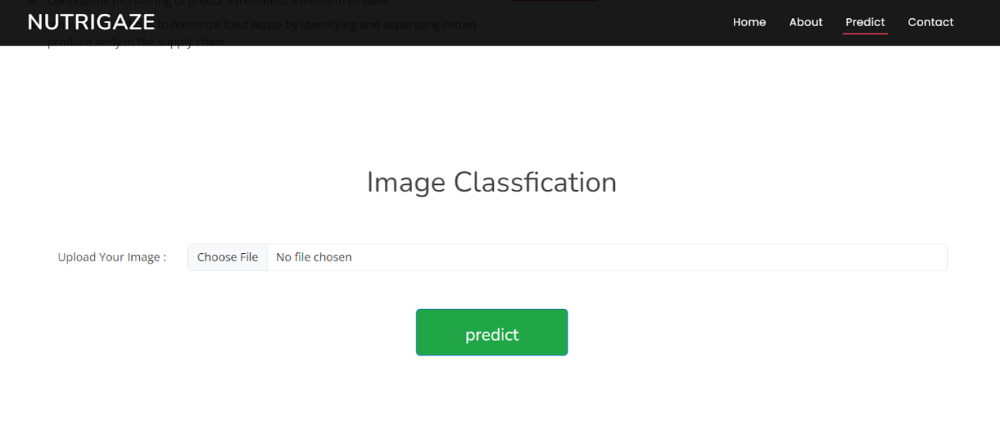 Continuous monitoring of produce freshness from farm to table.
NUTRIGAZE
to minimize food waste by identifying and separating rotten
produce early in the supply chain
Home About Predict Contact
Image Classfication
Upload Your Image : Choose File No file chosen
predict